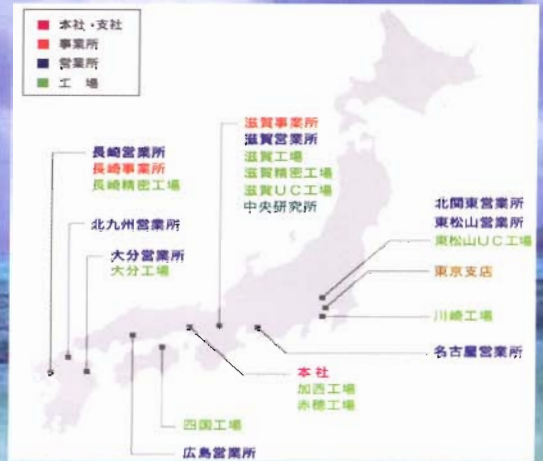 本社・支社
事業所
営業所
工 場
滋賀事業所
滋賀営業所
滋賀工場
滋賀精密工場
滋賀UC工場
中央研究所
長崎営業所
長崎事業所
長崎精密工場
北九州営業所
大分営業所
大分工場
北関東営業所
東松山営業所
東松山UC工場
東京支店
川崎工場
名古屋営業所
本社
加西工場
赤穂工場
四国工場
広島営業所